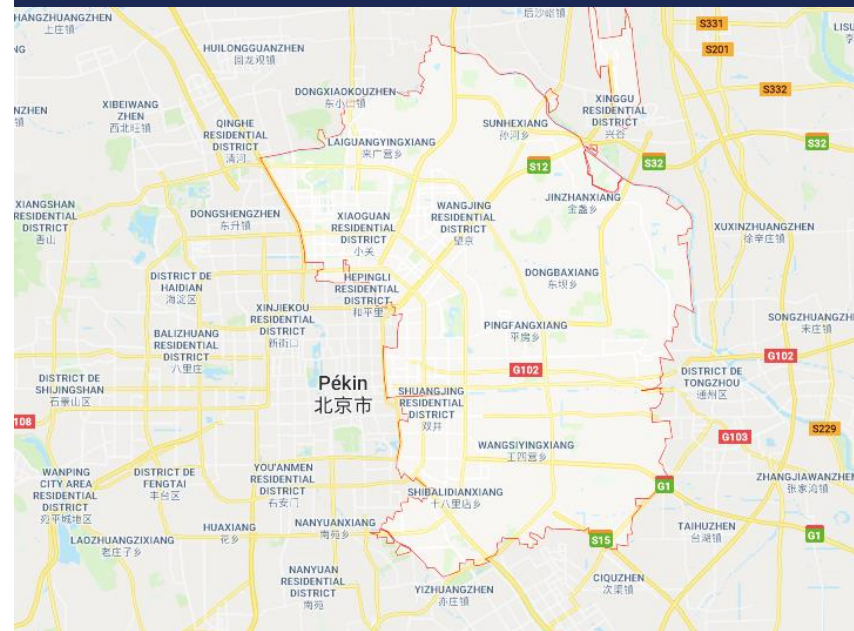 HANGZHUANGZHEN
上庄镇
后沙峪镇
S331
S201
HUILONGGUANZHEN
回龙观镇
DONGXIAOKOUZHEN
东小口镇
S332
XIBEIWANG
ZHEN
西北旺镇
QINGHE
RESIDENTIAL
DISTRICT
清河
LAIGUANGYINGXIANG
来广营乡
SUNHEXIANG
孙河乡
XINGGU
RESIDENTIAL
DISTRICT
兴谷
S32
S12
S32
XIANGSHAN
RESIDENTIAL
DISTRICT
香山
DONGSHENGZHEN
东升镇
XIAOGUAN
RESIDENTIAL
DISTRICT
小关
WANGJING
RESIDENTIAL
DISTRICT
望京
JINZHANXIANG
金盏乡
XUXINZHUANGZHEN
徐辛庄镇
DISTRICT DE
HAIDIAN
海淀区
HEPINGLI
RESIDENTIAL
DISTRICT
和平里
DONGBAXIANG
东坝乡
XINJIEKOU
RESIDENTIAL
DISTRICT
新街口
BALIZHUANG
RESIDENTIAL
DISTRICT
八里庄
PINGFANGXIANG
平房乡
SONGZHUANGZHE
宋庄镇
G102
G102
DISTRICT DE
SHIJINGSHAN
石景山区
Pékin
北京市
SHUANGJING
RESIDENTIAL
DISTRICT
双井
DISTRICT DE
TONGZHOU
通州区
108
G103
S229
WANGSIYINGXIANG
王四营乡
WANPING
CITY AREA
RESIDENTIAL
DISTRICT
宛平城地区
DISTRICT DE
FENGTAI
丰台区
YOU'ANMEN
RESIDENTIAL
DISTRICT
右安门
SHIBALIDIANXIANG
十八里店乡
G1
ZHANGJIAWANZHEN
张家湾镇
HUAXIANG
花乡
NANYUANXIANG
南苑乡
S15
TAIHUZHEN
台湖镇
G1
LAOZHUANGZIXIANG
老庄子乡
NANYUAN
RESIDENTIAL
DISTRICT
南苑
YIZHUANGZHEN
亦庄镇
CIQUZHEN
次渠镇